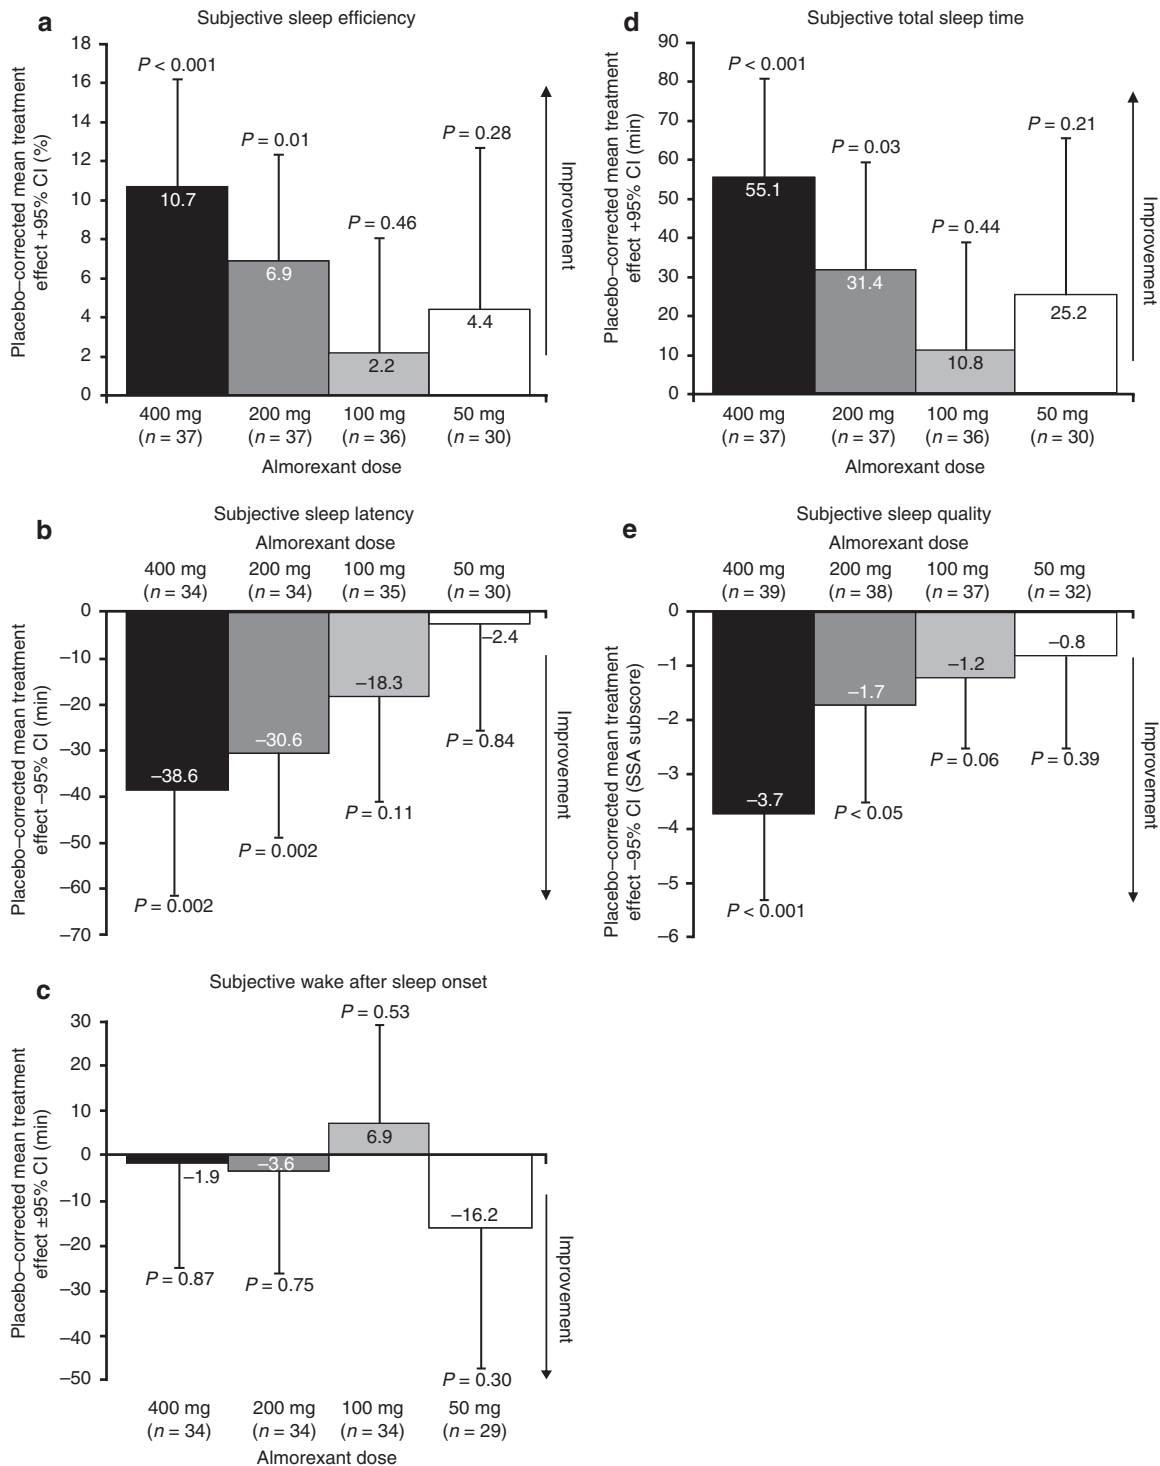 a
Subjective sleep efficiency
Placebo–corrected mean treatment
effect +95% CI (%)
18
16
14
12
10
8
6
4
2
0
P < 0.001
P = 0.01
P = 0.46
P = 0.28
10.7
6.9
2.2
4.4
Improvement
400 mg 200 mg 100 mg 50 mg
(n = 37) (n = 37) (n = 36) (n = 30)
Almorexant dose
d
Subjective total sleep time
Placebo–corrected mean treatment
effect +95% CI (min)
90
80
70
60
50
40
30
20
10
0
P < 0.001
P = 0.03
P = 0.44
P = 0.21
55.1
31.4
10.8
25.2
Improvement
400 mg 200 mg 100 mg 50 mg
(n = 37) (n = 37) (n = 36) (n = 30)
Almorexant dose
b
Subjective sleep latency
Almorexant dose
400 mg 200 mg 100 mg 50 mg
(n = 34) (n = 34) (n = 35) (n = 30)
Placebo–corrected mean treatment
effect –95% CI (min)
0
–10
–20
–30
–40
–50
–60
–70
–38.6
–30.6
–18.3
–2.4
P = 0.002
P = 0.002
P = 0.11
P = 0.84
Improvement
e
Subjective sleep quality
Almorexant dose
400 mg 200 mg 100 mg 50 mg
(n = 39) (n = 38) (n = 37) (n = 32)
Placebo–corrected mean treatment
effect –95% CI (SSA subscore)
0
–1
–2
–3
–4
–5
–6
–3.7
–1.7
–1.2
–0.8
P < 0.001
P < 0.05
P = 0.06
P = 0.39
Improvement
c
Subjective wake after sleep onset
Placebo–corrected mean treatment
effect ±95% CI (min)
30
20
10
0
–10
–20
–30
–40
–50
P = 0.53
6.9
–1.9
–3.6
–16.2
P = 0.87
P = 0.75
P = 0.30
Improvement
400 mg 200 mg 100 mg 50 mg
(n = 34) (n = 34) (n = 34) (n = 29)
Almorexant dose